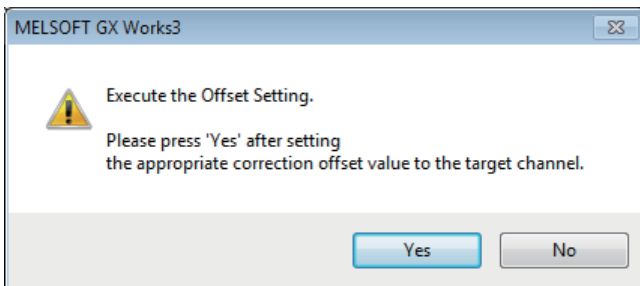 MELSOFT GX Works3
Execute the Offset Setting.
Please press 'Yes' after setting
the appropriate correction offset value to the target channel.
Yes
No